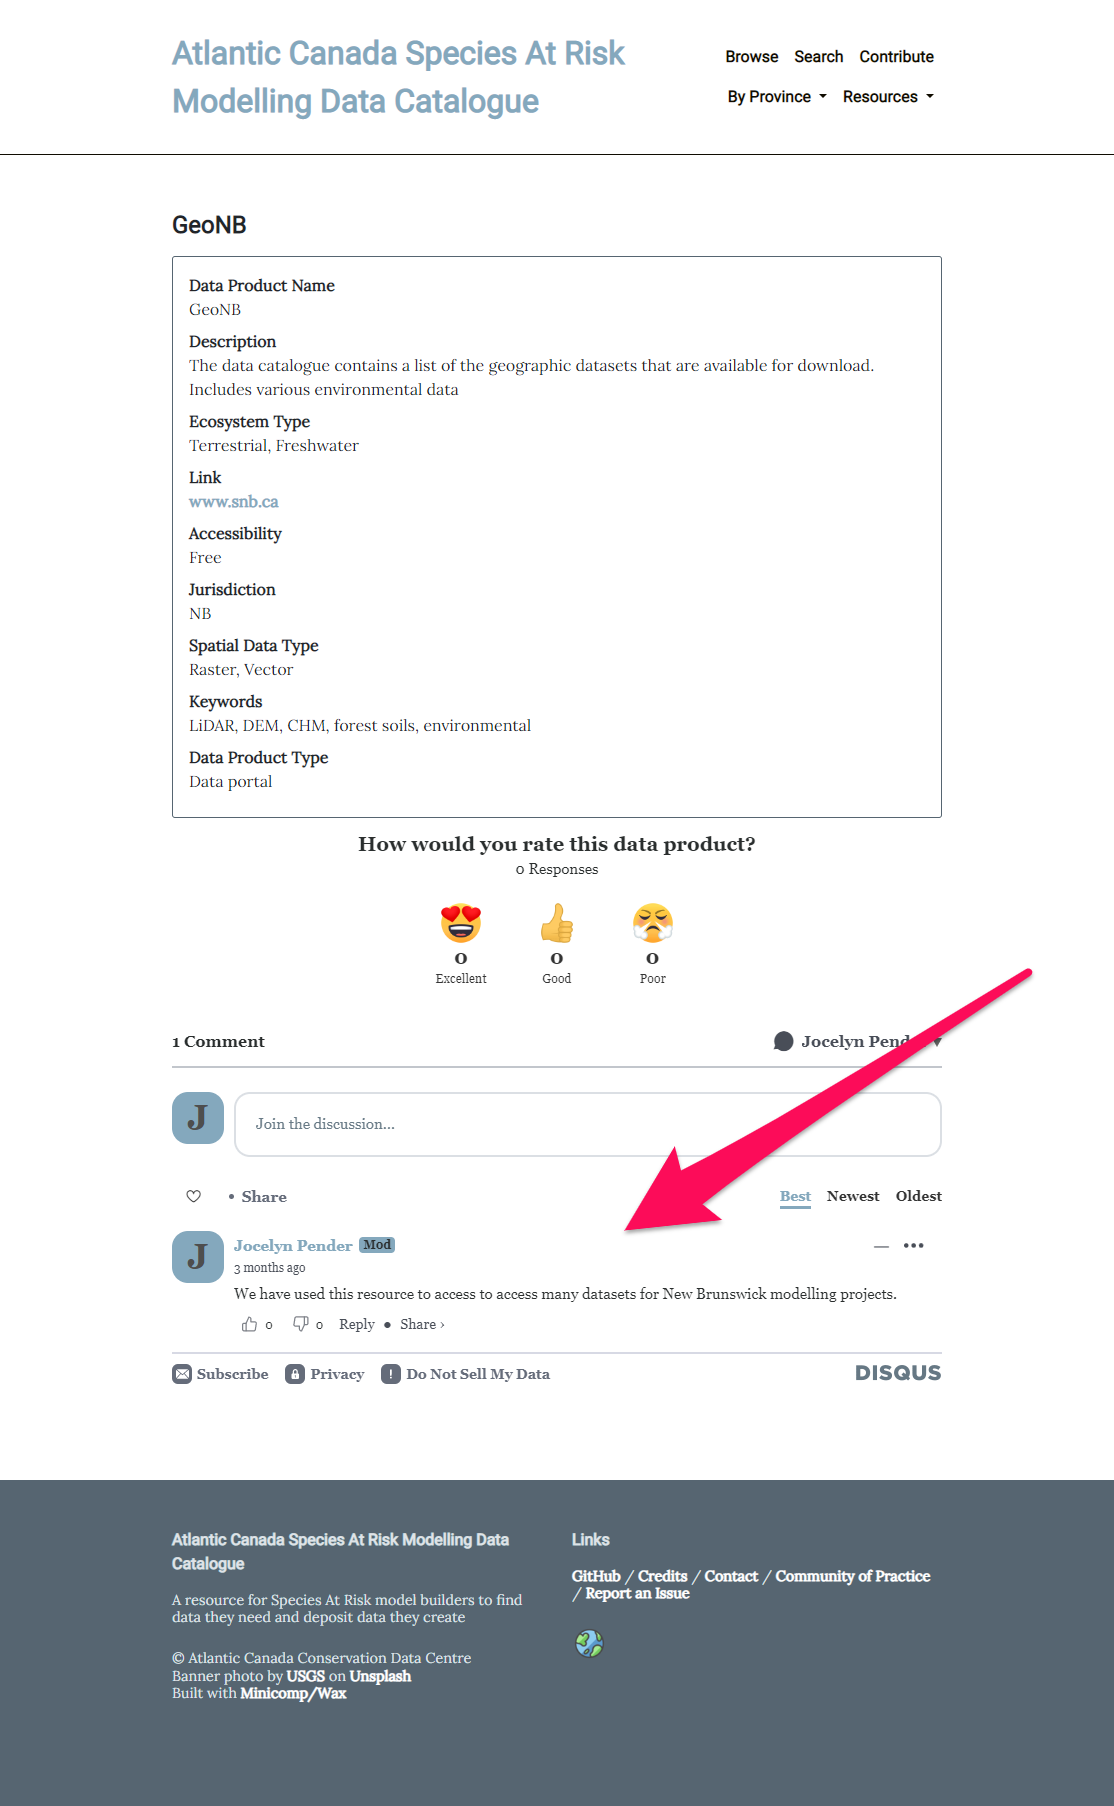 Atlantic Canada Species At Risk
Modelling Data Catalogue
Browse Search Contribute
By Province Resources
GeoNB
Data Product Name
GeoNB
Description
The data catalogue contains a list of the geographic datasets that are available for download.
Includes various environmental data
Ecosystem Type
Terrestrial, Freshwater
Link
www.snb.ca
Accessibility
Free
Jurisdiction
NB
Spatial Data Type
Raster, Vector
Keywords
LiDAR, DEM, CHM, forest soils, environmental
Data Product Type
Data portal
How would you rate this data product?
0 Responses
0 0 0
Excellent Good Poor
1 Comment Jocelyn Pend
J Join the discussion...
• Share Best Newest Oldest
J Jocelyn Pender Mod
3 months ago
We have used this resource to access to access many datasets for New Brunswick modelling projects.
0 0 Reply • Share ›
Subscribe Privacy ! Do Not Sell My Data DISQUS
Atlantic Canada Species At Risk Modelling Data
Catalogue
A resource for Species At Risk model builders to find
data they need and deposit data they create
© Atlantic Canada Conservation Data Centre
Banner photo by USGS on Unsplash
Built with Minicomp/Wax
Links
GitHub / Credits / Contact / Community of Practice
/ Report an Issue